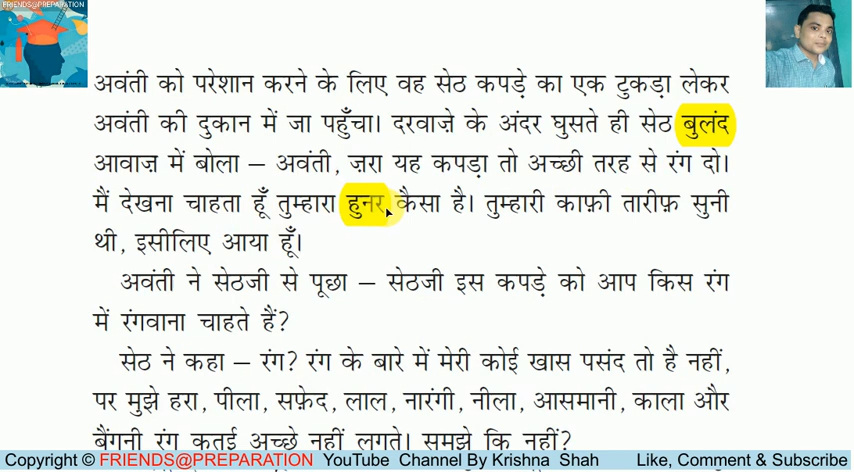 FRIENDS@PREPARATION
अवंती को परेशान करने के लिए वह सेठ कपड़े का एक टुकड़ा लेकर
अवंती की दुकान में जा पहुँचा। दरवाज़े के अंदर घुसते ही सेठ बुलंद
आवाज़ में बोला – अवंती, ज़रा यह कपड़ा तो अच्छी तरह से रंग दो।
मैं देखना चाहता हूँ तुम्हारा हुनर कैसा है। तुम्हारी काफ़ी तारीफ़ सुनी
थी, इसीलिए आया हूँ।
अवंती ने सेठजी से पूछा – सेठजी इस कपड़े को आप किस रंग
में रंगवाना चाहते हैं?
सेठ ने कहा – रंग? रंग के बारे में मेरी कोई खास पसंद तो है नहीं,
पर मुझे हरा, पीला, सफ़ेद, लाल, नारंगी, नीला, आसमानी, काला और
बैंगनी रंग कतई अच्छे नहीं लगते। समझे कि नहीं?
Copyright © FRIENDS@PREPARATION YouTube Channel By Krishna Shah Like, Comment & Subscribe